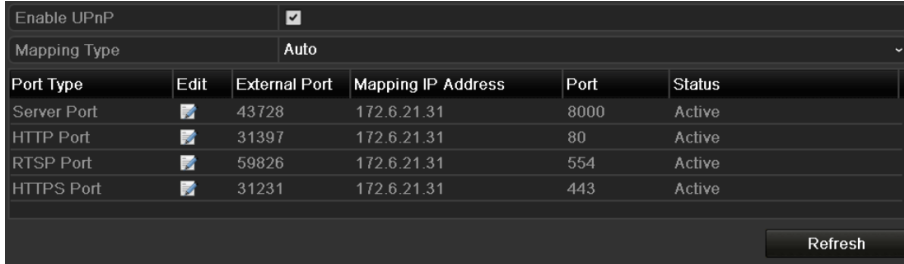 Enable UPnP
Mapping Type Auto
Port Type Edit External Port Mapping IP Address Port Status
Server Port 43728 172.6.21.31 8000 Active
HTTP Port 31397 172.6.21.31 80 Active
RTSP Port 59826 172.6.21.31 554 Active
HTTPS Port 31231 172.6.21.31 443 Active
Refresh